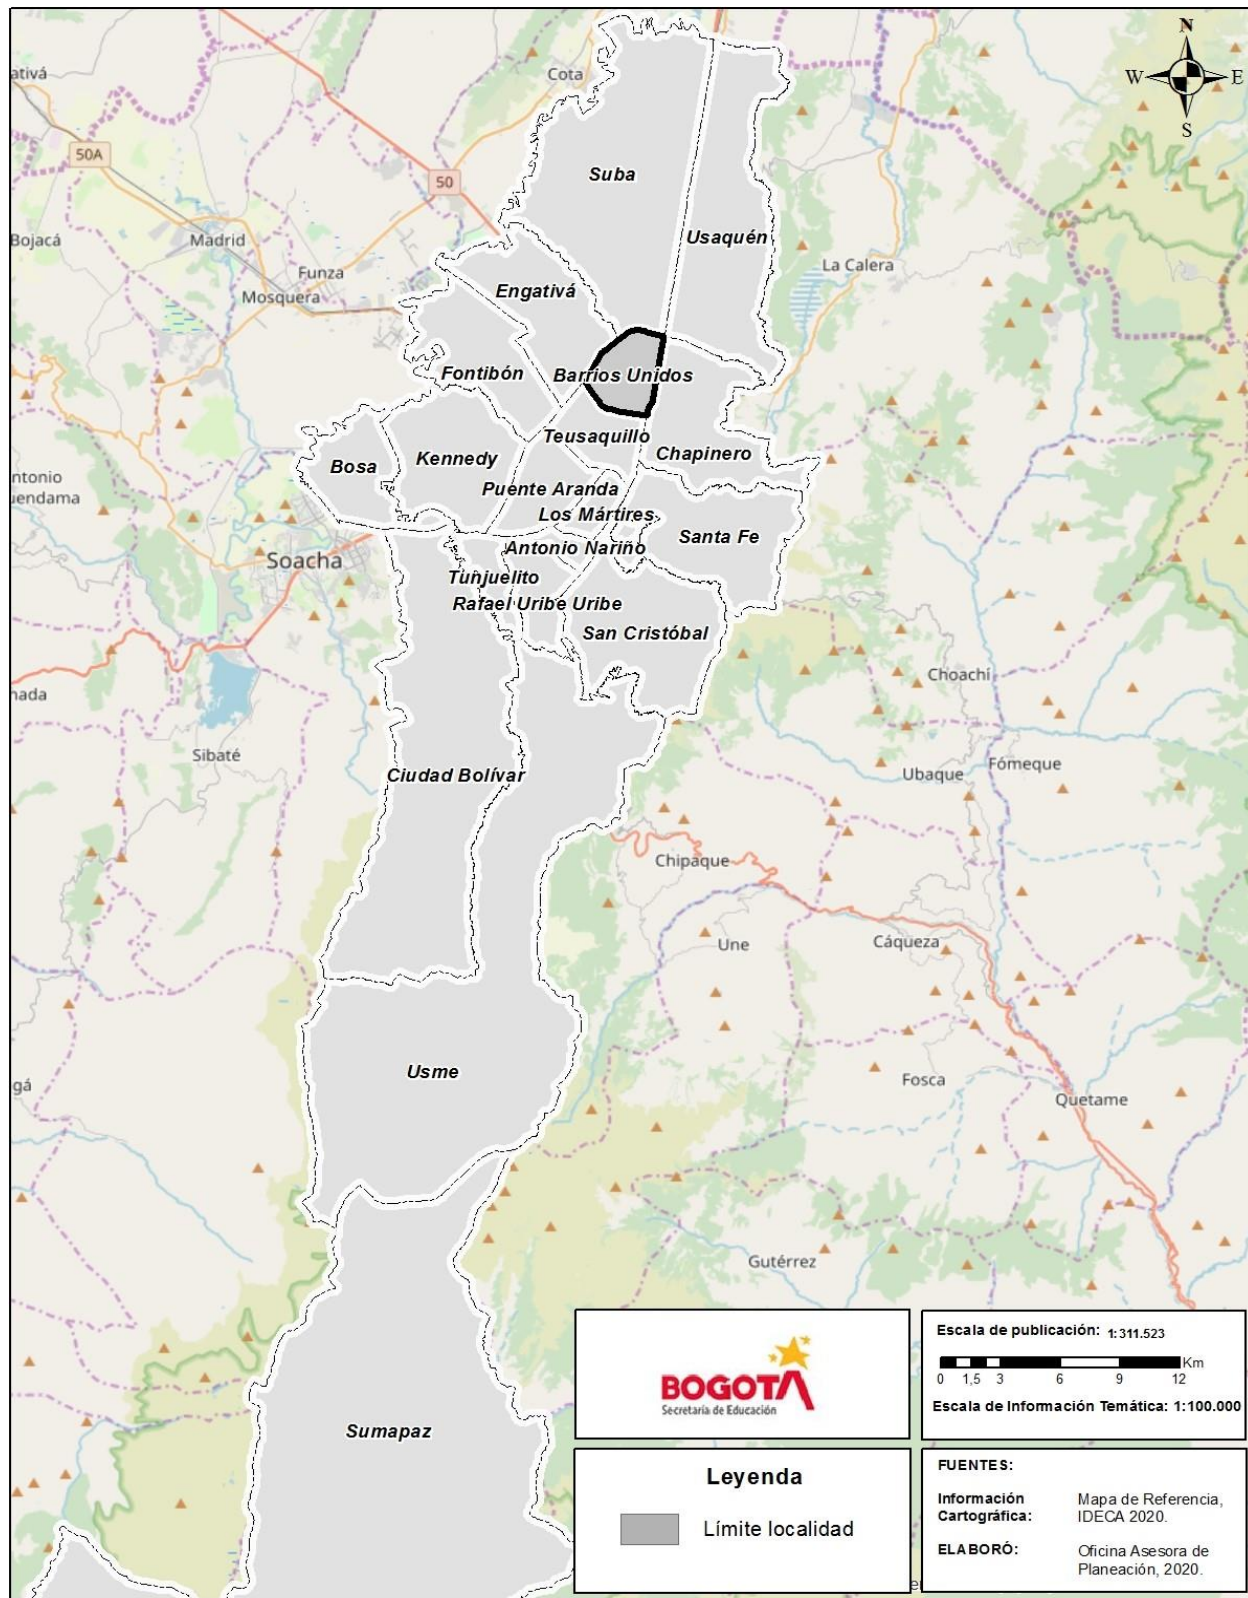 N
W
E
S
ativá
Cota
50A
50
Suba
Bojacá
Madrid
Usaquén
Funza
La Calera
Mosquera
Engativá
Fontibón
Barrios Unidos
Teusaquillo
Chapinero
Bosa
Kennedy
ntonio
uendama
Puente Aranda
Los Mártires
Santa Fe
Soacha
Antonio Nariño
Tunjuelito
Rafael Uribe Uribe
San Cristóbal
Choachí
nada
Sibaté
Ciudad Bolívar
Ubaque
Fómeque
Chipaque
Une
Cáqueza
Usme
Fosca
gá
Quetame
Gutérrez
Sumapaz
BOGOTÁ
Secretaría de Educación
Escala de publicación: 1:311.523
Km
0 1,5 3 6 9 12
Escala de Información Temática: 1:100.000
Leyenda
Límite localidad
FUENTES:
Información Mapa de Referencia,
Cartográfica: IDECA 2020.
ELABORÓ: Oficina Asesora de
Planeación, 2020.